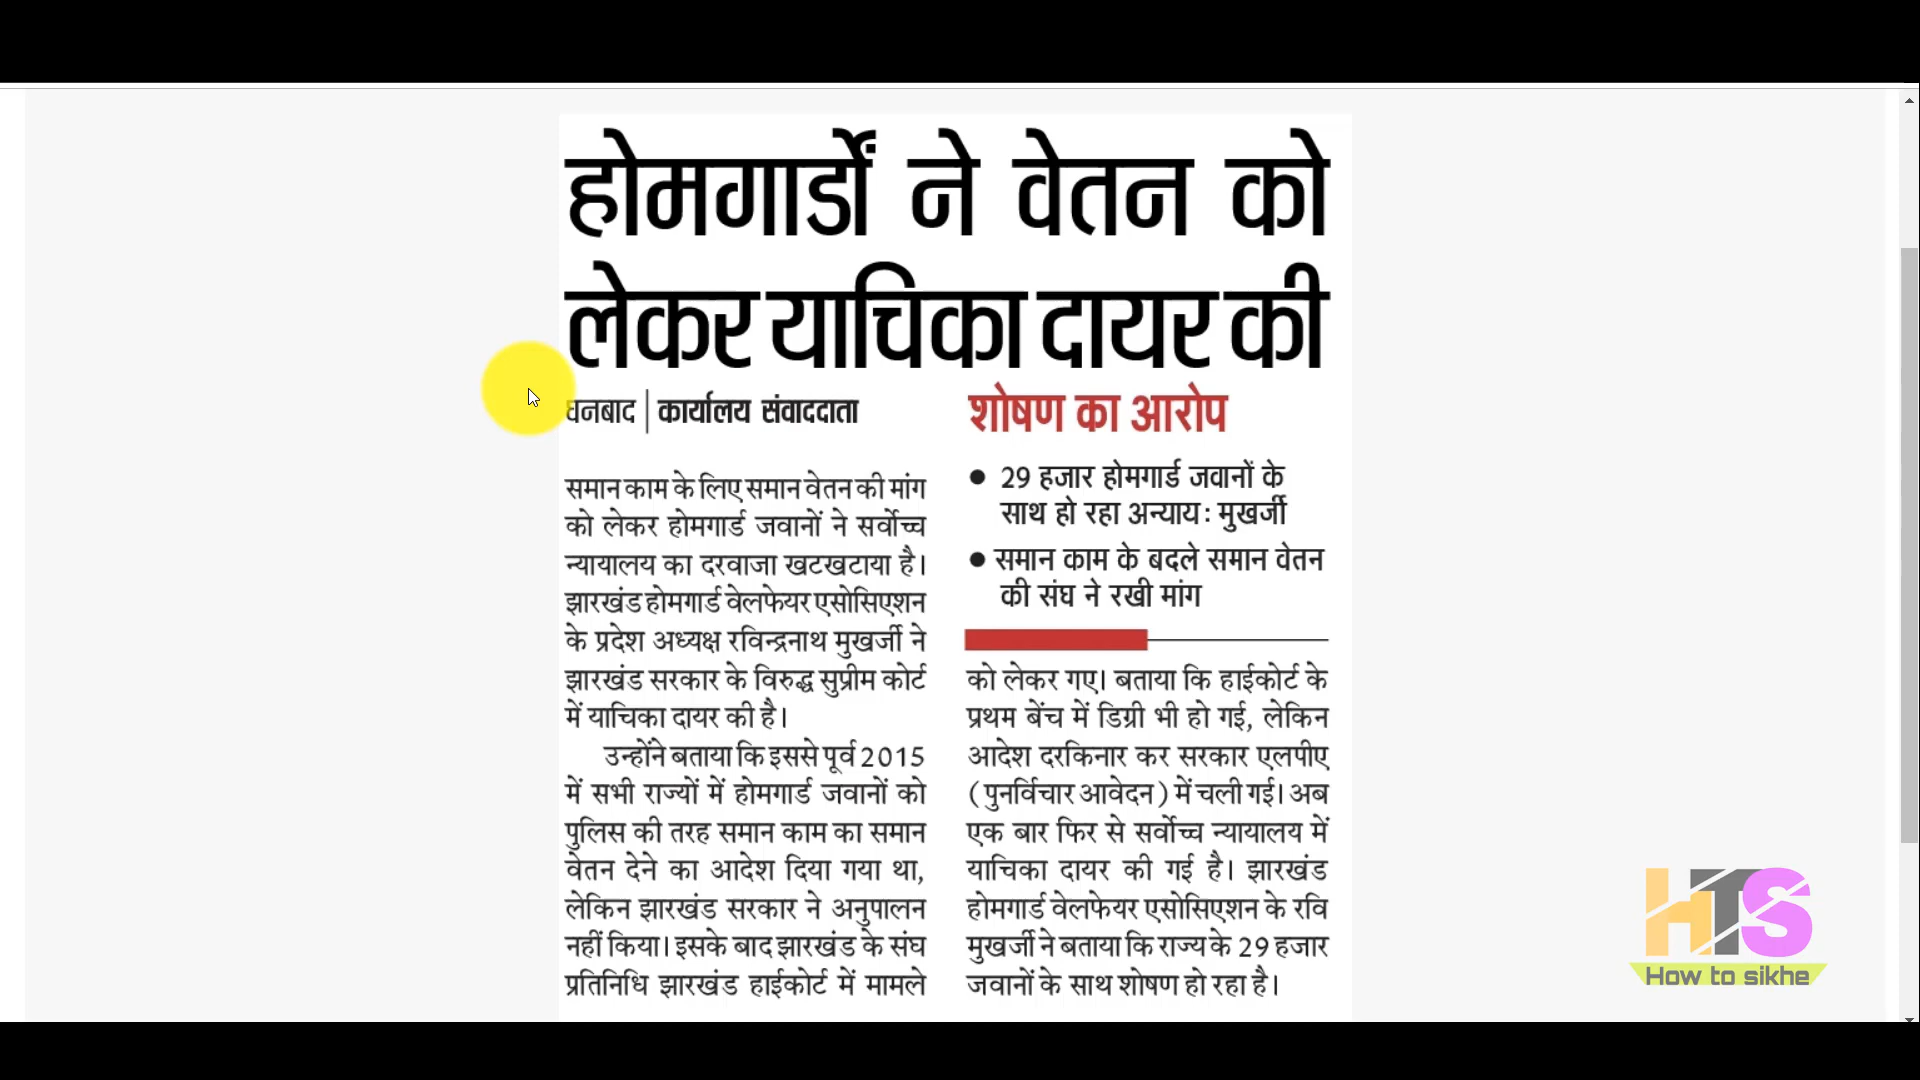 होमगार्डों ने वेतन को
लेकर याचिका दायर की
धनबाद | कार्यालय संवाददाता
समान काम के लिए समान वेतन की मांग
को लेकर होमगार्ड जवानों ने सर्वोच्च
न्यायालय का दरवाजा खटखटाया है।
झारखंड होमगार्ड वेलफेयर एसोसिएशन
के प्रदेश अध्यक्ष रविन्द्रनाथ मुखर्जी ने
झारखंड सरकार के विरुद्ध सुप्रीम कोर्ट
में याचिका दायर की है।
उन्होंने बताया कि इससे पूर्व 2015
में सभी राज्यों में होमगार्ड जवानों को
पुलिस की तरह समान काम का समान
वेतन देने का आदेश दिया गया था,
लेकिन झारखंड सरकार ने अनुपालन
नहीं किया। इसके बाद झारखंड के संघ
प्रतिनिधि झारखंड हाईकोर्ट में मामले
शोषण का आरोप
● 29 हजार होमगार्ड जवानों के
साथ हो रहा अन्याय: मुखर्जी
● समान काम के बदले समान वेतन
की संघ ने रखी मांग
को लेकर गए। बताया कि हाईकोर्ट के
प्रथम बेंच में डिग्री भी हो गई, लेकिन
आदेश दरकिनार कर सरकार एलपीए
(पुनर्विचार आवेदन) में चली गई। अब
एक बार फिर से सर्वोच्च न्यायालय में
याचिका दायर की गई है। झारखंड
होमगार्ड वेलफेयर एसोसिएशन के रवि
मुखर्जी ने बताया कि राज्य के 29 हजार
जवानों के साथ शोषण हो रहा है।
HTS
How to sikhe